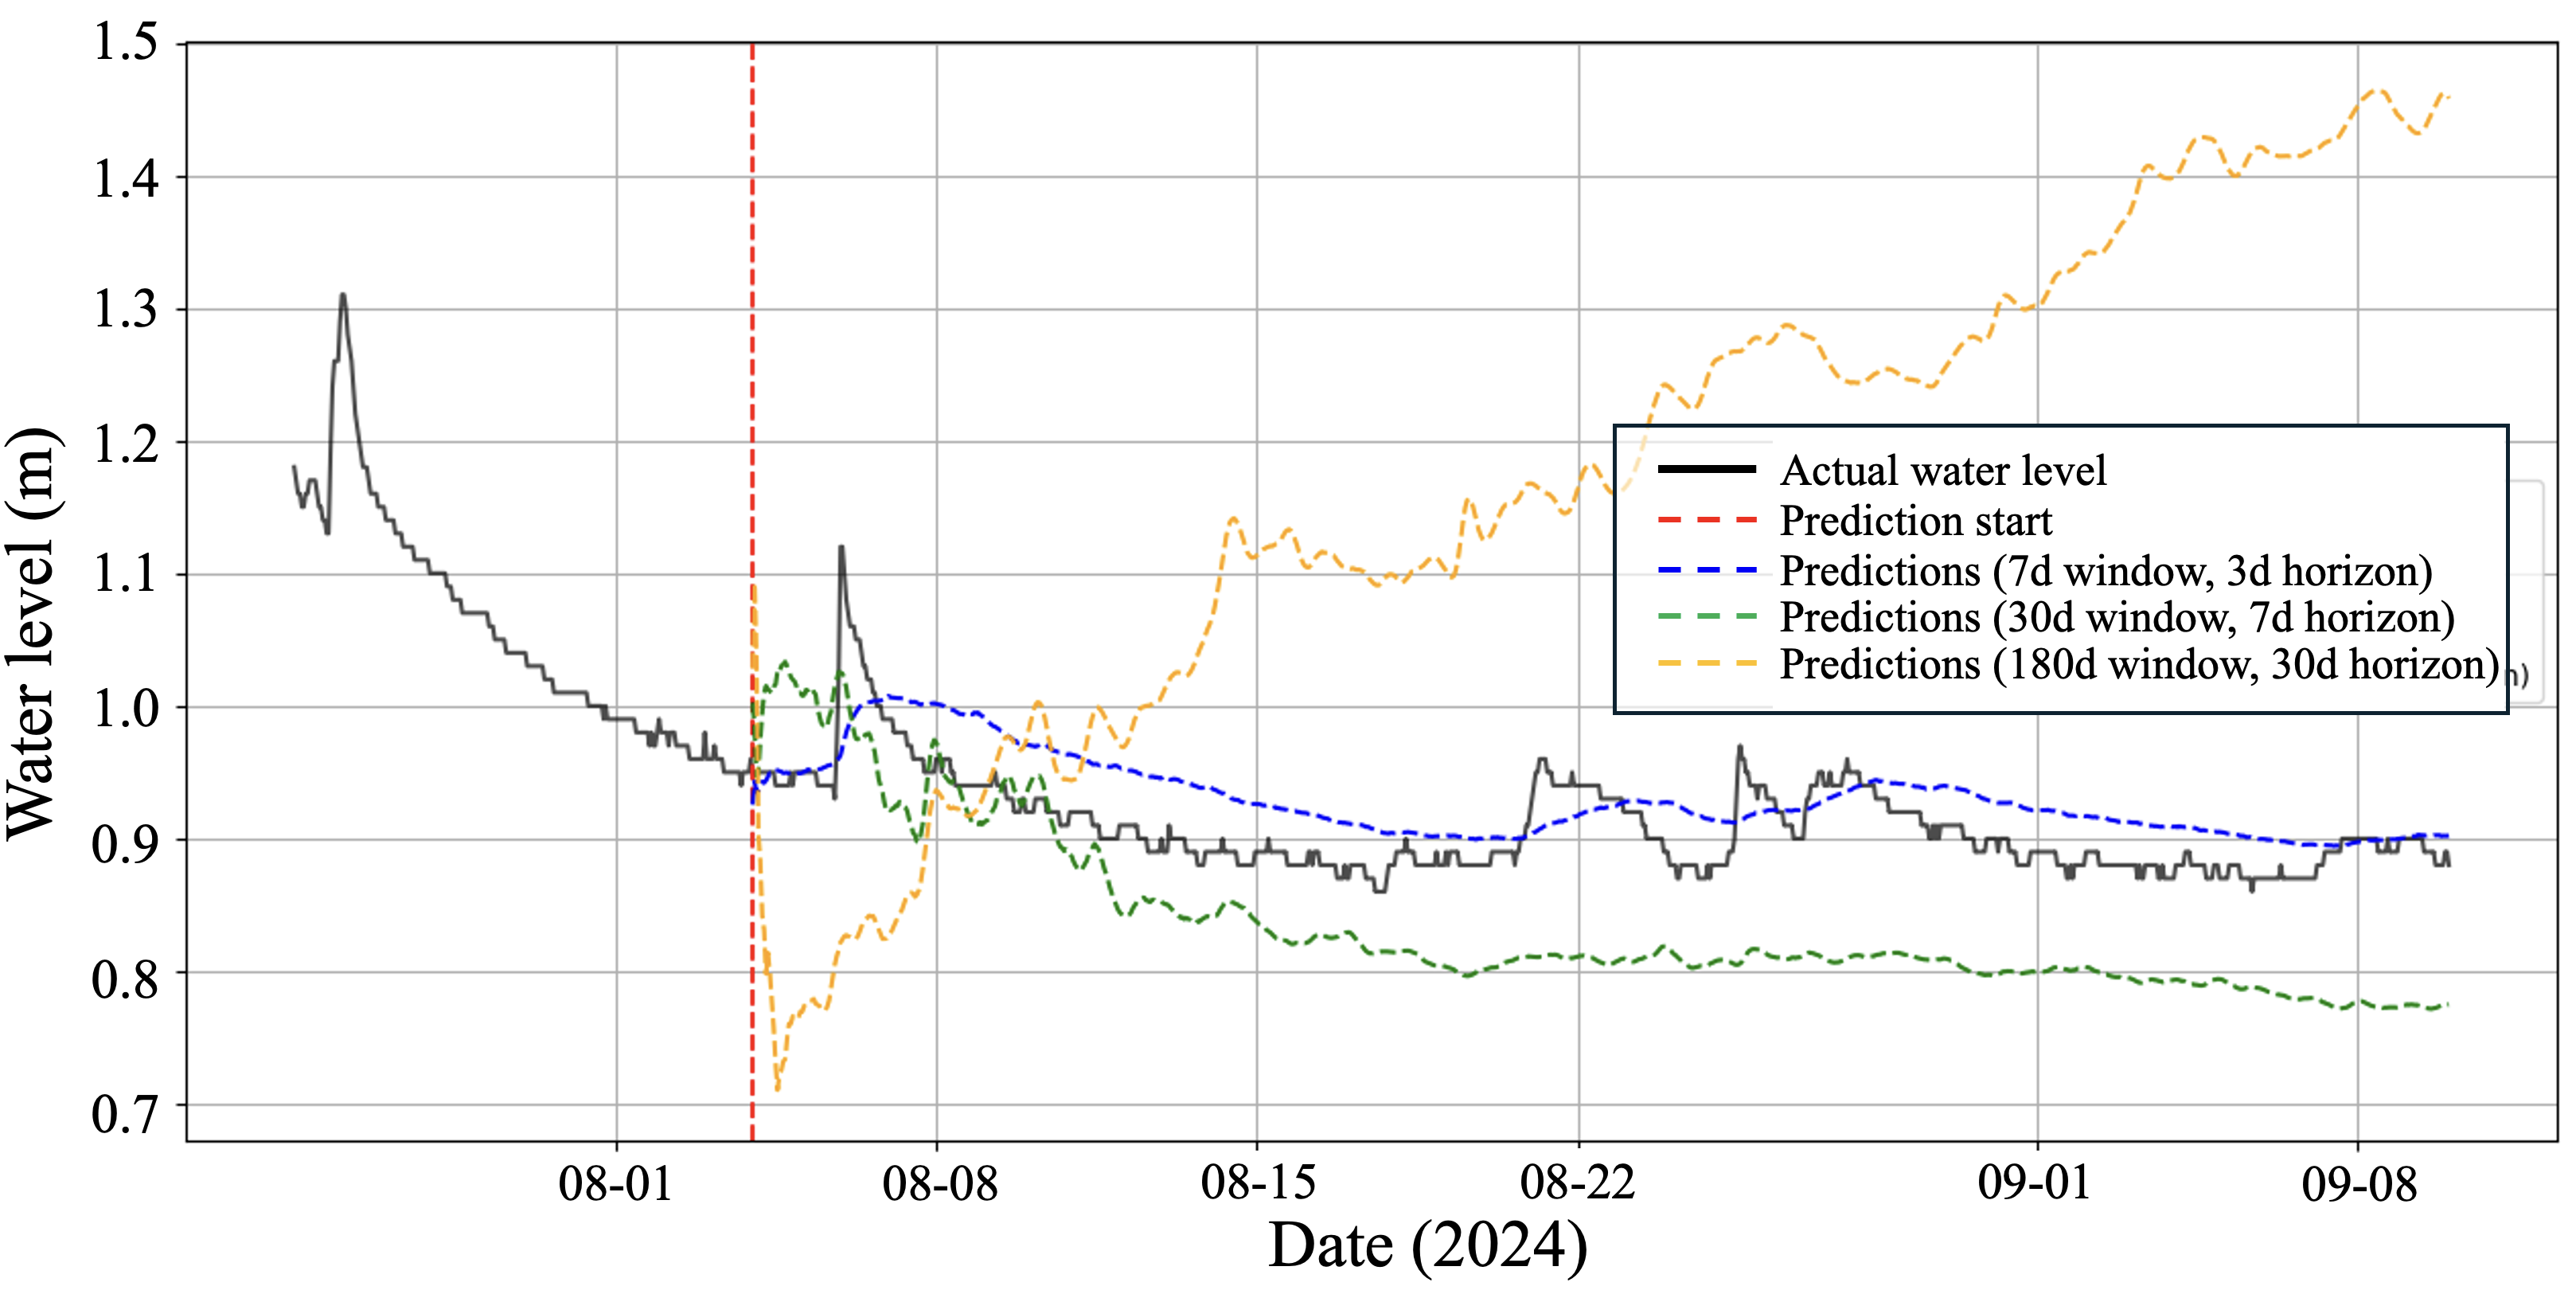 1.5
1.4
1.3
1.2
1.1
1.0
0.9
0.8
0.7
Water level (m)
Actual water level
Prediction start
Predictions (7d window, 3d horizon)
Predictions (30d window, 7d horizon)
Predictions (180d window, 30d horizon)
n)
08-01
08-08
08-15
08-22
09-01
09-08
Date (2024)